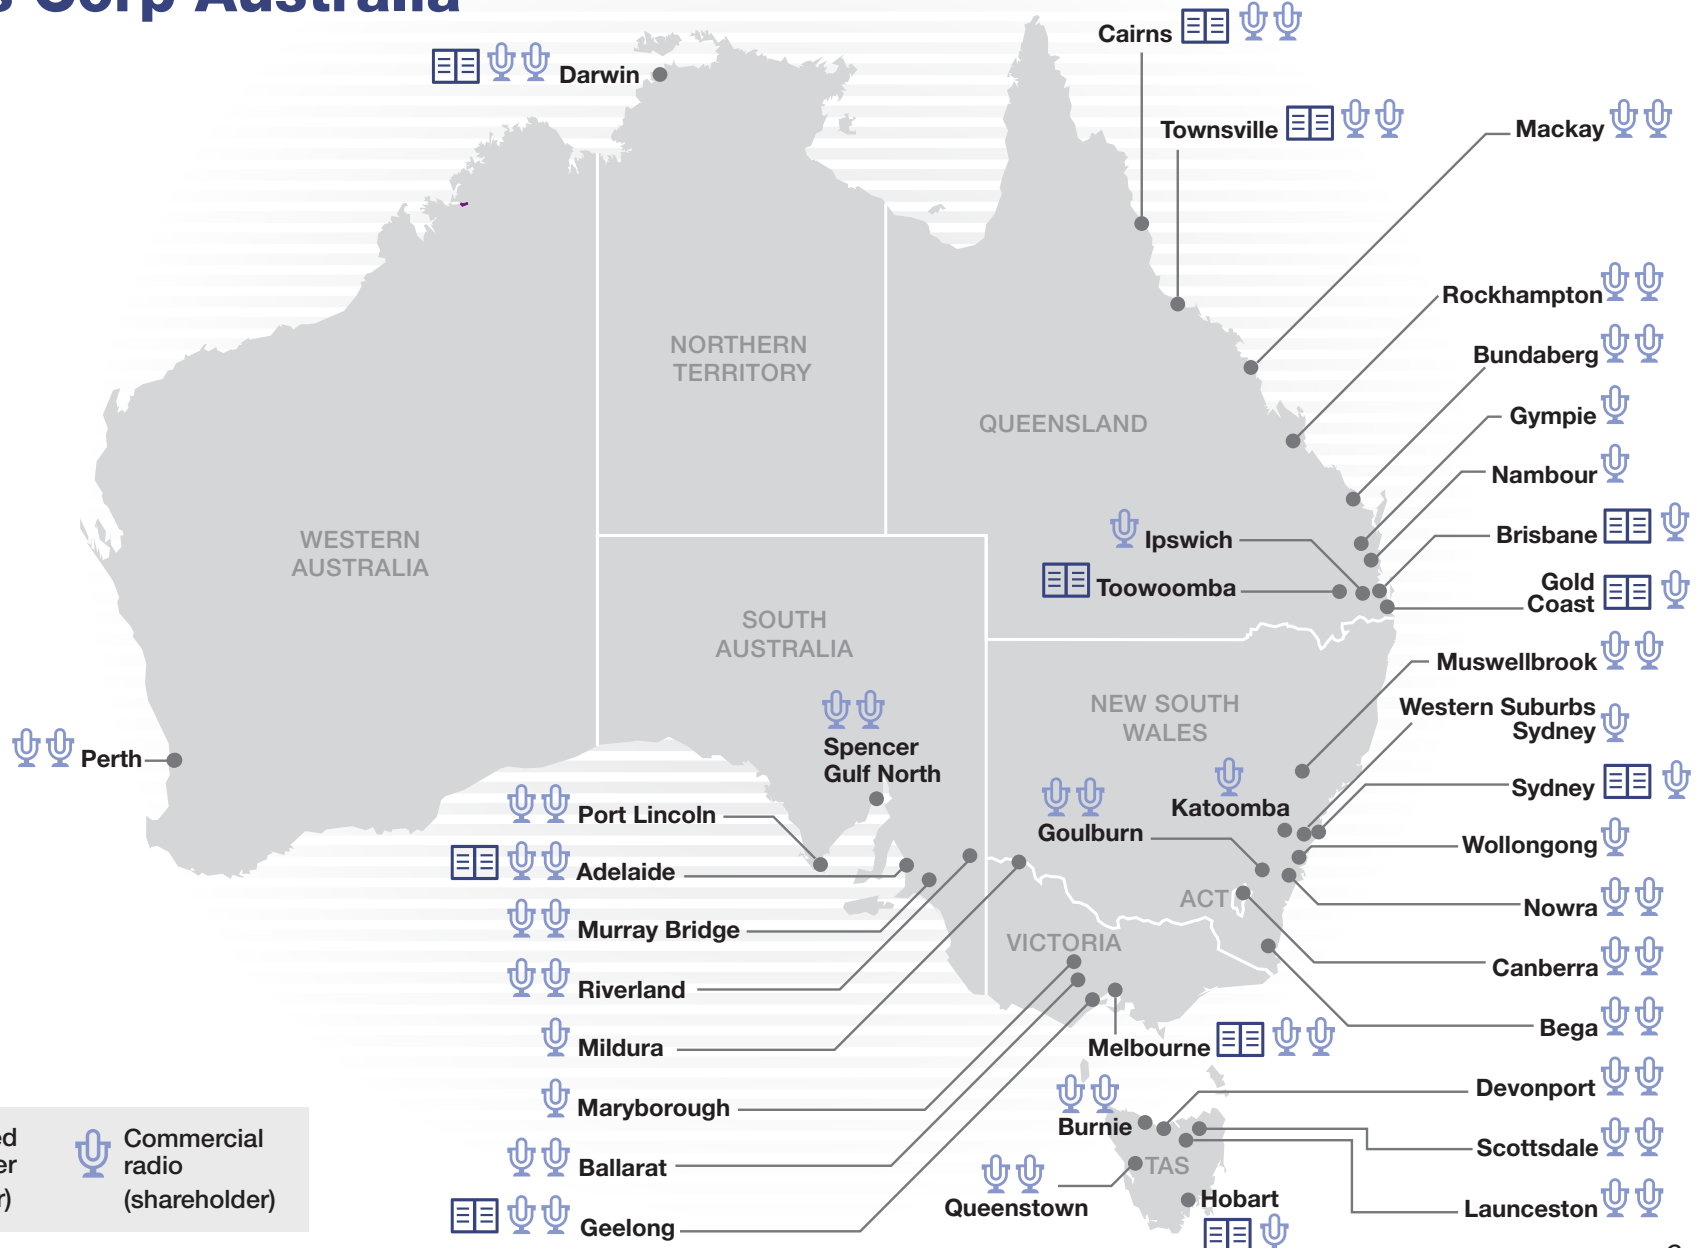 Corp Australia
Darwin
Cairns
Townsville
Mackay
Rockhampton
Bundaberg
Gympie
Nambour
Brisbane
Gold
Coast
Ipswich
Toowoomba
NORTHERN
TERRITORY
QUEENSLAND
WESTERN
AUSTRALIA
SOUTH
AUSTRALIA
NEW SOUTH
WALES
Muswellbrook
Western Suburbs
Sydney
Sydney
Katoomba
Goulburn
Wollongong
Nowra
ACT
Canberra
Bega
Perth
Spencer
Gulf North
Port Lincoln
Adelaide
Murray Bridge
Riverland
Mildura
Maryborough
Ballarat
Geelong
VICTORIA
Melbourne
Devonport
Burnie
Scottsdale
TAS
Queenstown
Hobart
Launceston
Commercial
radio
(shareholder)